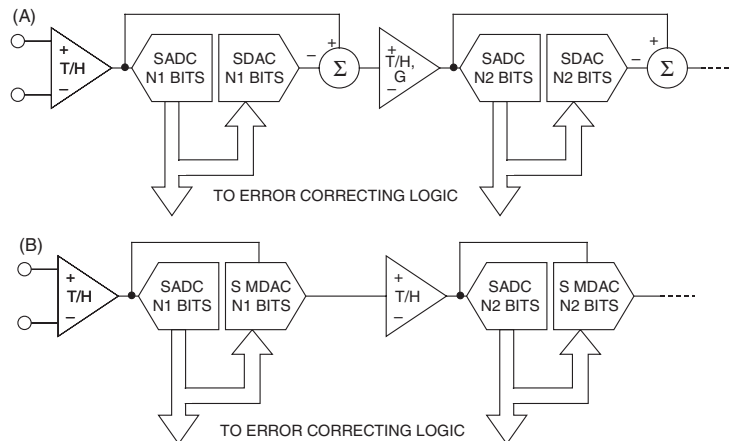 (A)
+
T/H
−
SADC
N1 BITS
SDAC
N1 BITS
−
+
Σ
+
T/H,
G
−
SADC
N2 BITS
SDAC
N2 BITS
−
+
Σ
TO ERROR CORRECTING LOGIC
(B)
+
T/H
−
SADC
N1 BITS
S MDAC
N1 BITS
+
T/H
−
SADC
N2 BITS
S MDAC
N2 BITS
TO ERROR CORRECTING LOGIC